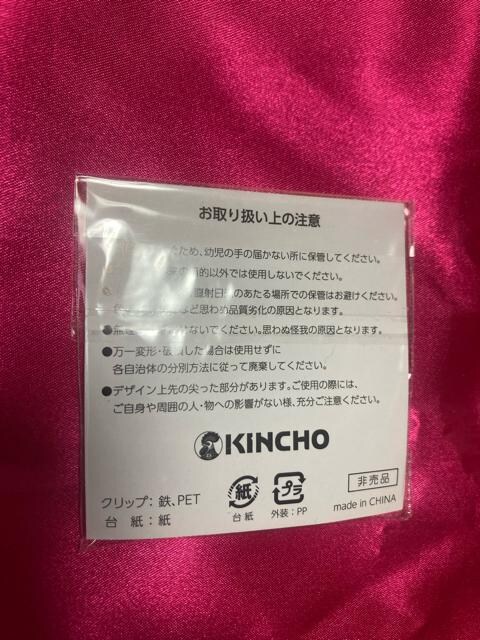 お取り扱い上の注意
ため、幼児の手の届かない所に保管してください。
的以外では使用しないでください。
直射日光のあたる場所での保管はお避けください。
など思わぬ品質劣化の原因となります。
ないでください。思わぬ怪我の原因となります。
●万一変形・破損した場合は使用せずに
各自治体の分別方法に従って廃棄してください。
●デザイン上先の尖った部分があります。ご使用の際には、
ご自身や周囲の人・物への影響がない様、充分ご注意ください。
KINCHO
クリップ：鉄、PET
台 紙：紙
紙
台 紙
プラ
外装：PP
非売品
made in CHINA